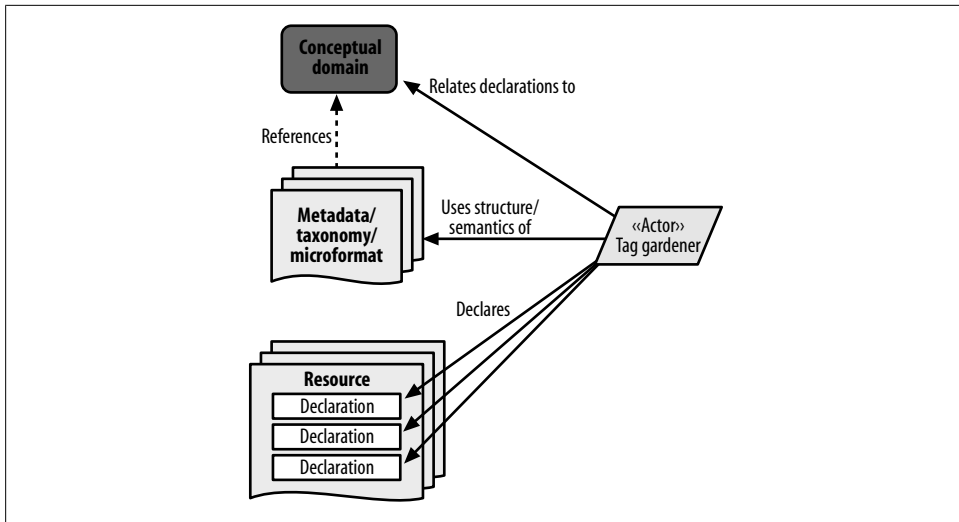 Conceptual
domain
Relates declarations to
References
Metadata/
taxonomy/
microformat
Uses structure/
semantics of
«Actor»
Tag gardener
Declares
Resource
Declaration
Declaration
Declaration